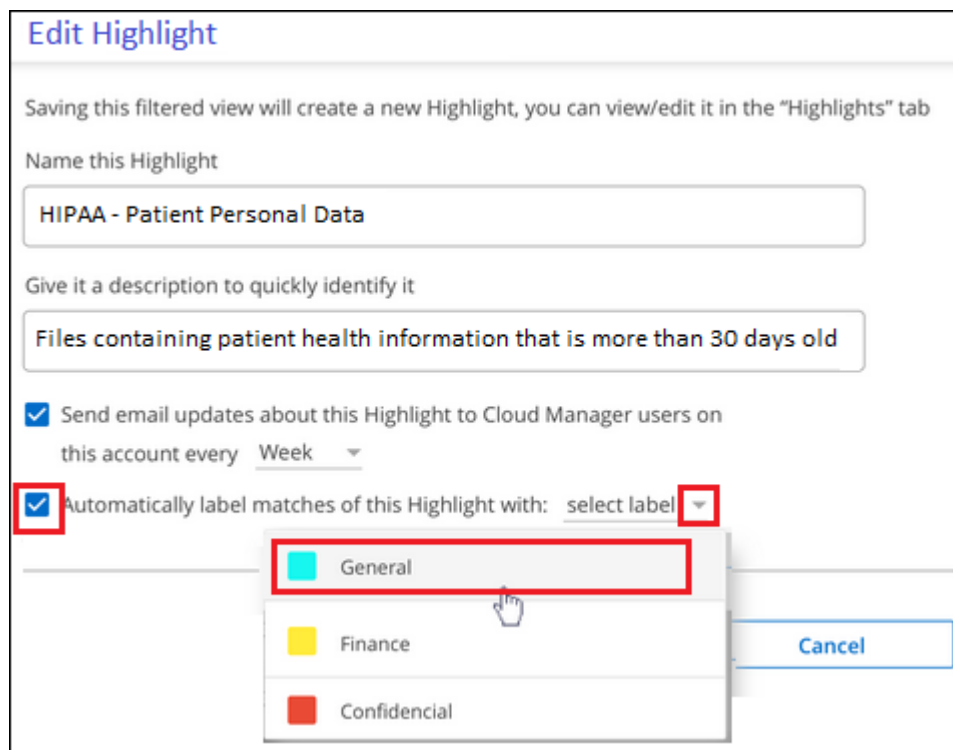 Edit Highlight
Saving this filtered view will create a new Highlight, you can view/edit it in the “Highlights” tab
Name this Highlight
HIPAA - Patient Personal Data
Give it a description to quickly identify it
Files containing patient health information that is more than 30 days old
Send email updates about this Highlight to Cloud Manager users on
this account every Week
Automatically label matches of this Highlight with: select label
General
Finance
Cancel
Confidencial